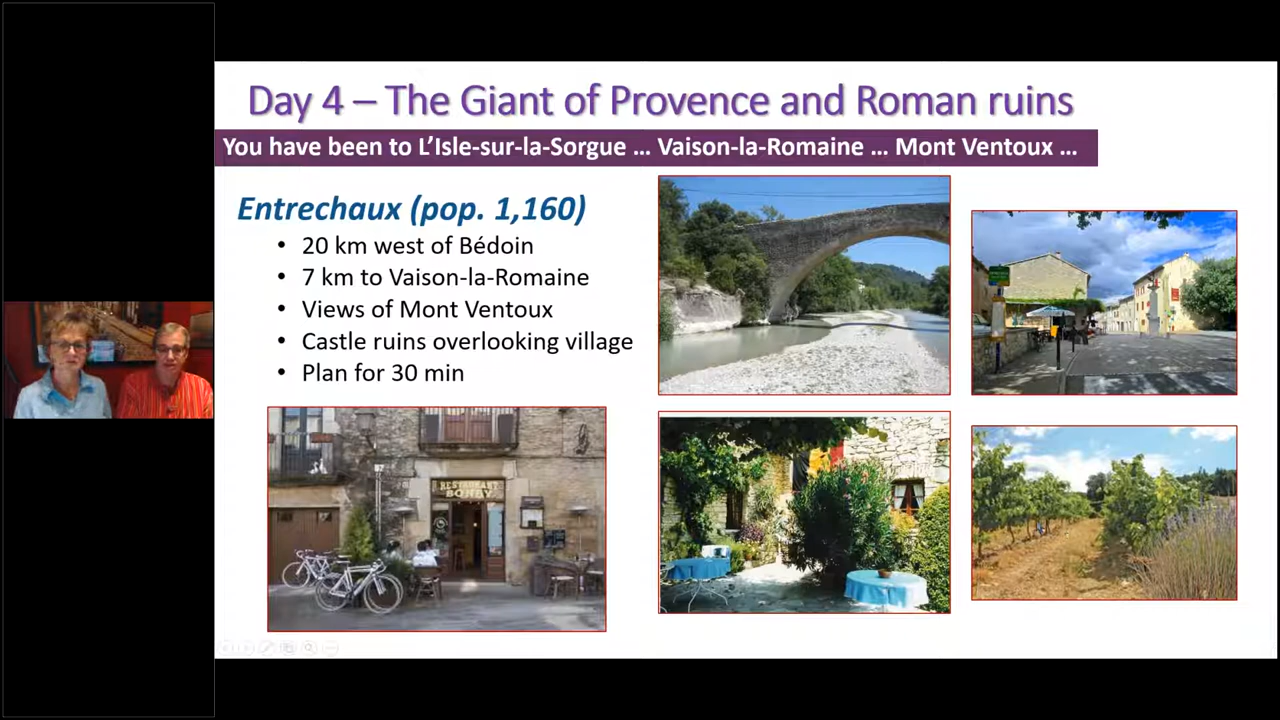 Day 4 – The Giant of Provence and Roman ruins
You have been to L’Isle-sur-la-Sorgue … Vaison-la-Romaine … Mont Ventoux …
Entrechaux (pop. 1,160)
• 20 km west of Bédoin
• 7 km to Vaison-la-Romaine
• Views of Mont Ventoux
• Castle ruins overlooking village
• Plan for 30 min
RESTAURANT